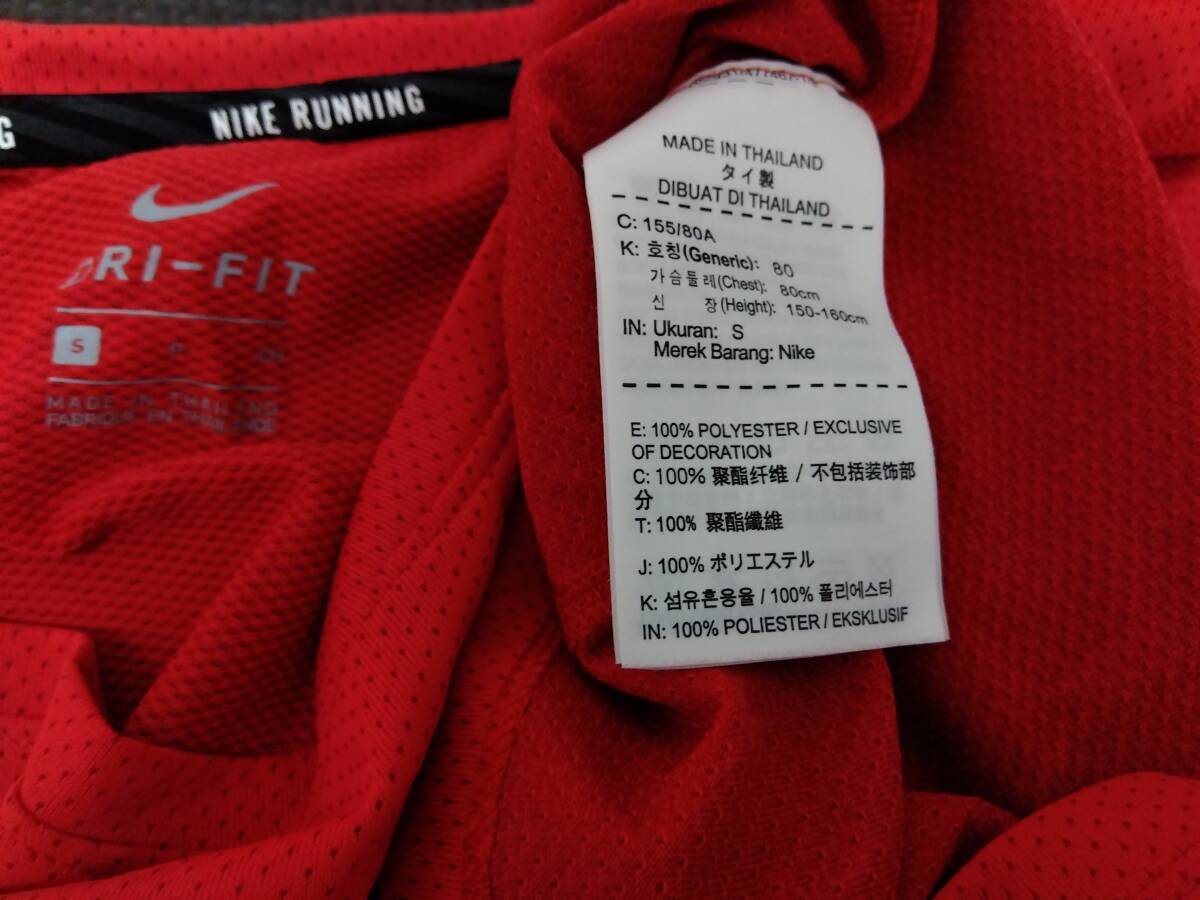 G
NIKE RUNNING
DRI-FIT
S P CH
MADE IN THAILAND
FABRIQUÉ EN THAÏLANDE
MADE IN THAILAND
タイ製
DIBUAT DI THAILAND
C: 155/80A
K: 호칭(Generic): 80
가슴둘레(Chest): 80cm
신 장(Height): 150-160cm
IN: Ukuran: S
Merek Barang: Nike
E: 100% POLYESTER / EXCLUSIVE
OF DECORATION
C: 100% 聚酯纤维 / 不包括装饰部
分
T: 100% 聚酯纖維
J: 100% ポリエステル
K: 섬유혼용율 / 100% 폴리에스터
IN: 100% POLIESTER / EKSKLUSIF